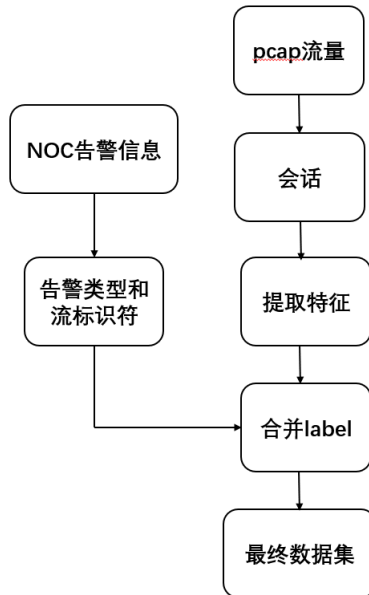 pcap流量
NOC告警信息
会话
告警类型和
流标识符
提取特征
合并label
最终数据集